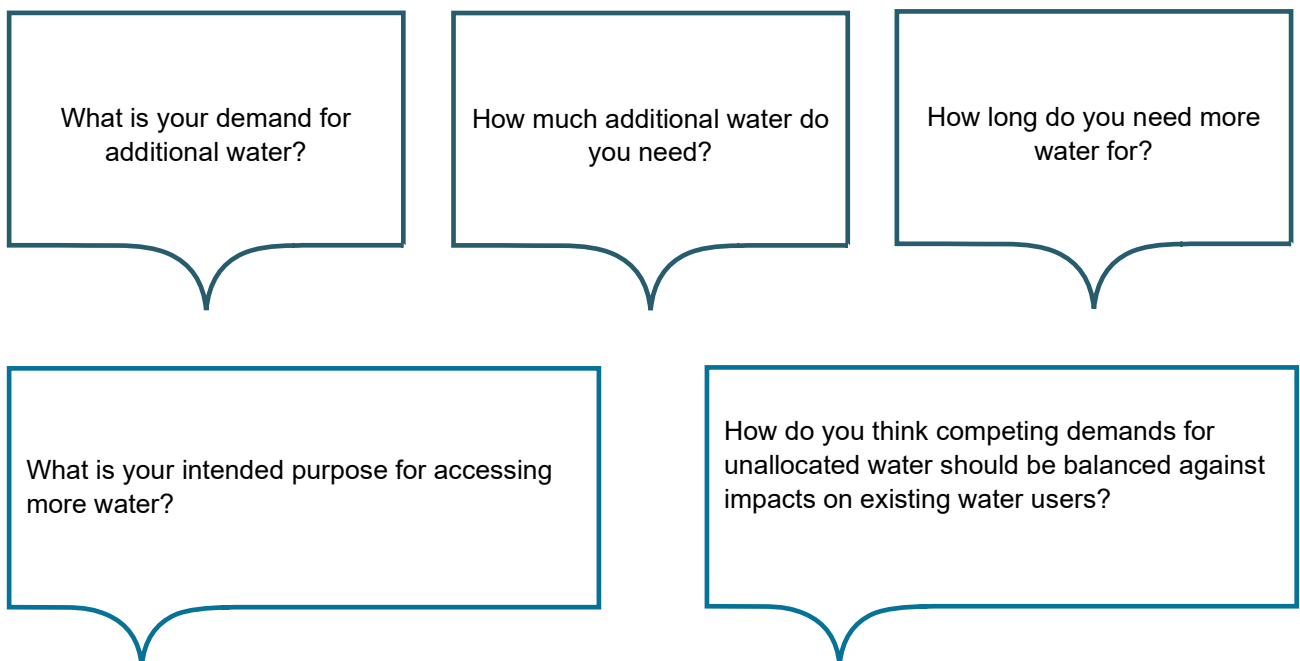 What is your demand for
additional water?
How much additional water do
you need?
How long do you need more
water for?
What is your intended purpose for accessing
more water?
How do you think competing demands for
unallocated water should be balanced against
impacts on existing water users?